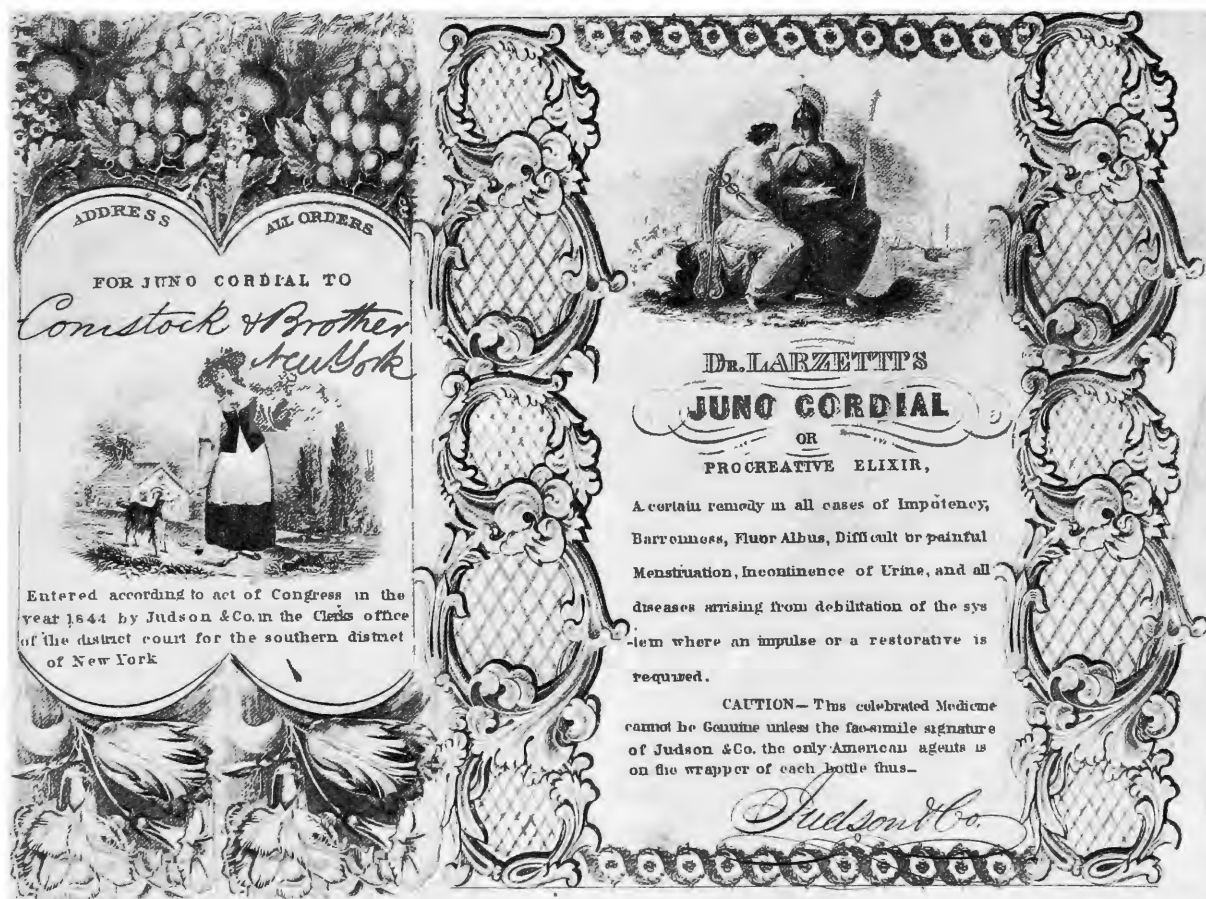 ADDRESS ALL ORDERS
FOR JUNO CORDIAL TO
Comstock & Brother
New York
Entered according to act of Congress in the
year 1844 by Judson & Co. in the Clerks office
of the district court for the southern district
of New York
DR. LARZETTI'S
JUNO CORDIAL
OR
PROCREATIVE ELIXIR,
A certain remedy in all cases of Impotency,
Barrenness, Fluor Albus, Difficult or painful
Menstruation, Incontinence of Urine, and all
diseases arrising from debilitation of the sys
-tem where an impulse or a restorative is
required.
CAUTION— This celebrated Medicine
cannot be Genuine unless the fac-simile signature
of Judson & Co. the only American agents is
on the wrapper of each bottle thus—
Judson & Co.